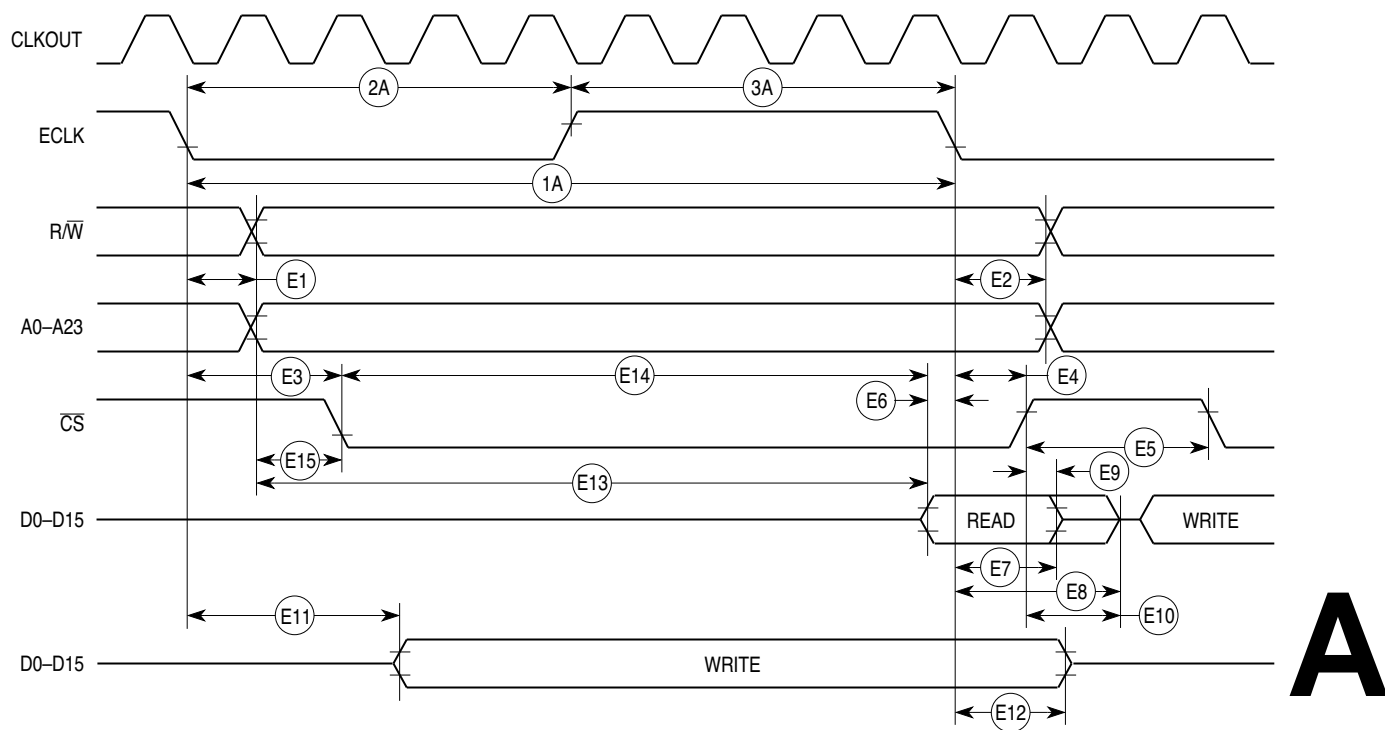 CLKOUT
2A 3A
ECLK
1A
R/W̅
E1 E2
A0–A23
E3 E14 E4
E6
C̅S̅
E5
E15 E9
E13
D0–D15 READ WRITE
E7
E8
E11 E10
D0–D15 WRITE
E12
A